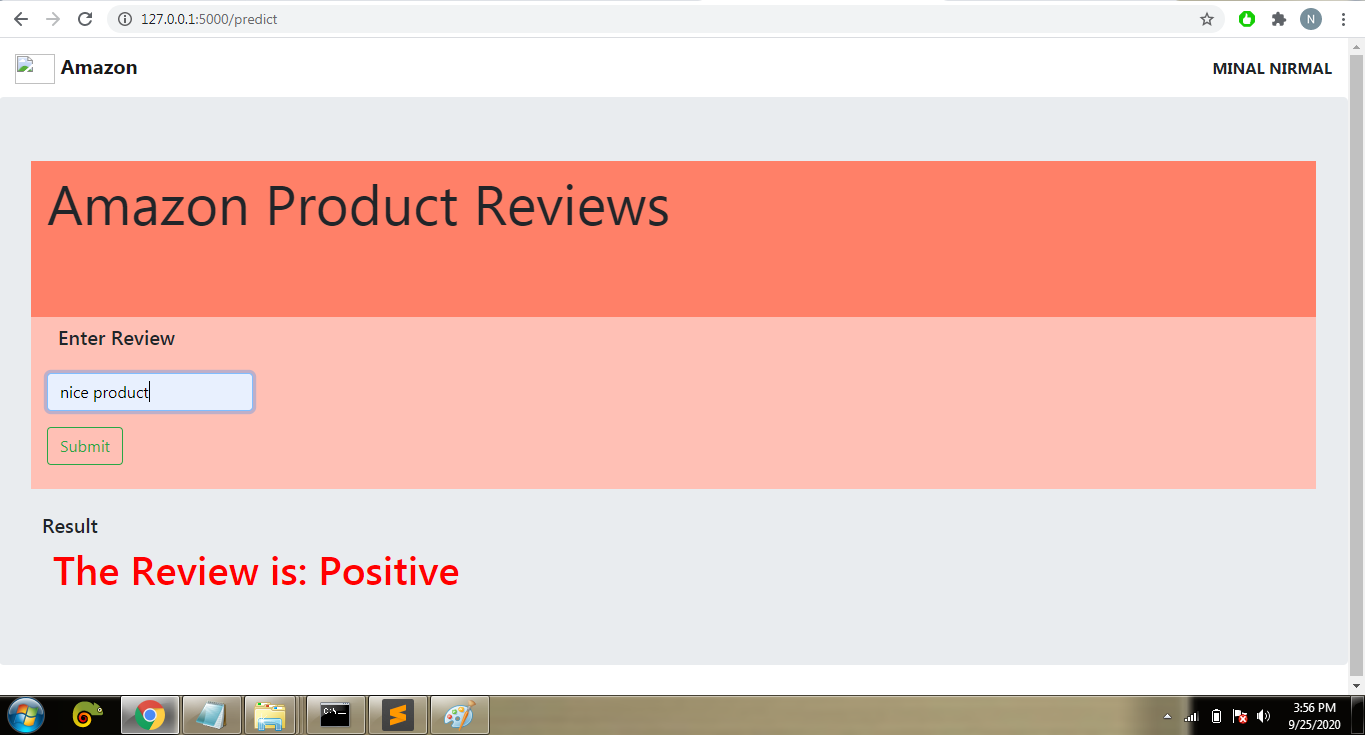 127.0.0.1:5000/predict
N
Amazon
MINAL NIRMAL
Amazon Product Reviews
Enter Review
nice product
Submit
Result
The Review is: Positive
C:\
3:56 PM
9/25/2020